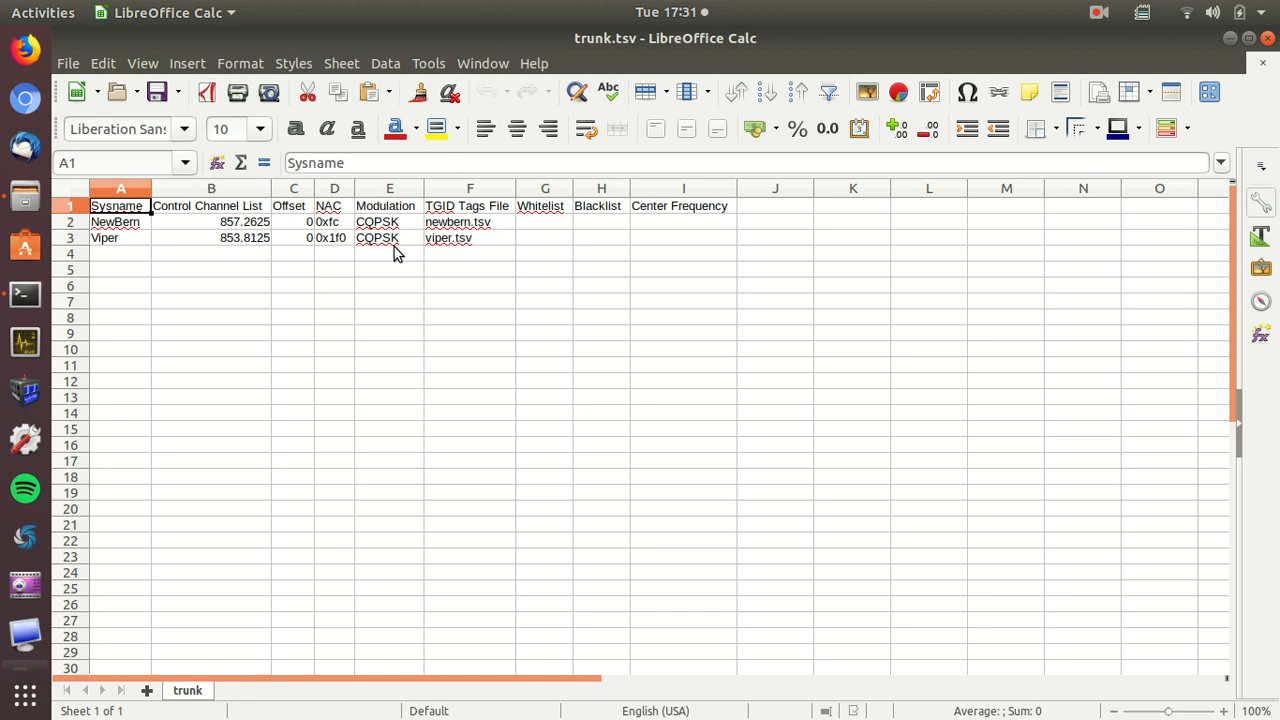 Activities LibreOffice Calc Tue 17:31
trunk.tsv - LibreOffice Calc
File Edit View Insert Format Styles Sheet Data Tools Window Help
Liberation Sans 10
A1 Sysname
A B C D E F G H I J K L M N O
1 Sysname Control Channel List Offset NAC Modulation TGID Tags File Whitelist Blacklist Center Frequency
2 NewBern 857.2625 0 0xfc CQPSK newbern.tsv
3 Viper 853.8125 0 0x1f0 CQPSK viper.tsv
4
5
6
7
8
9
10
11
12
13
14
15
16
17
18
19
20
21
22
23
24
25
26
27
28
29
30
trunk
Sheet 1 of 1 Default English (USA) Average: ; Sum: 0 100%